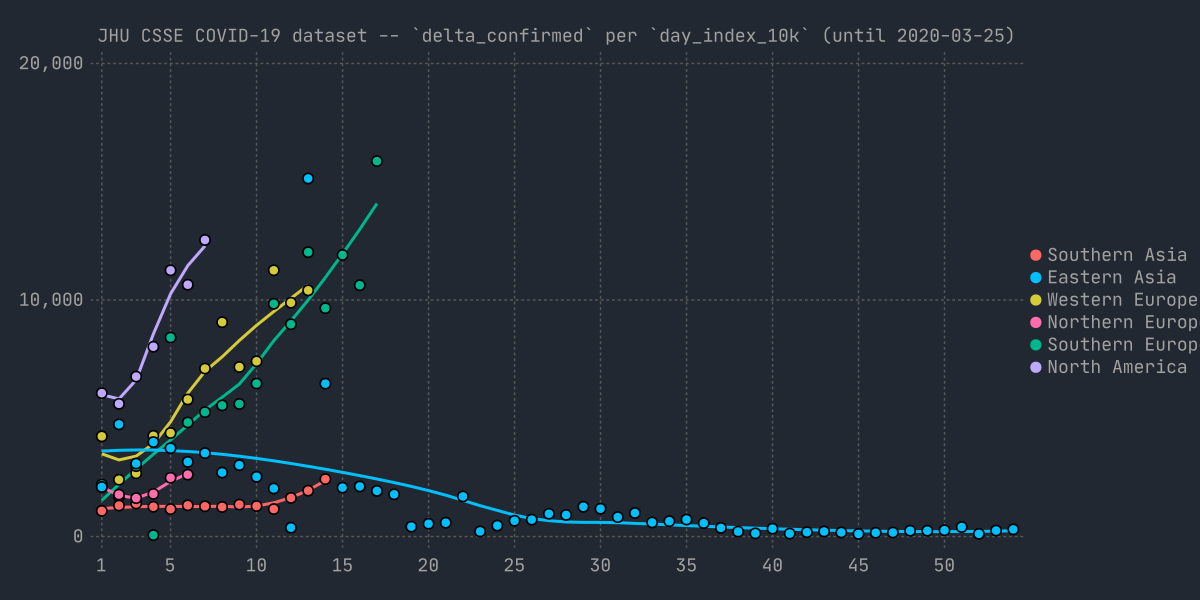 JHU CSSE COVID-19 dataset -- `delta_confirmed` per `day_index_10k` (until 2020-03-25)
20,000
10,000
0
1 5 10 15 20 25 30 35 40 45 50
Southern Asia
Eastern Asia
Western Europe
Northern Europ
Southern Europ
North America